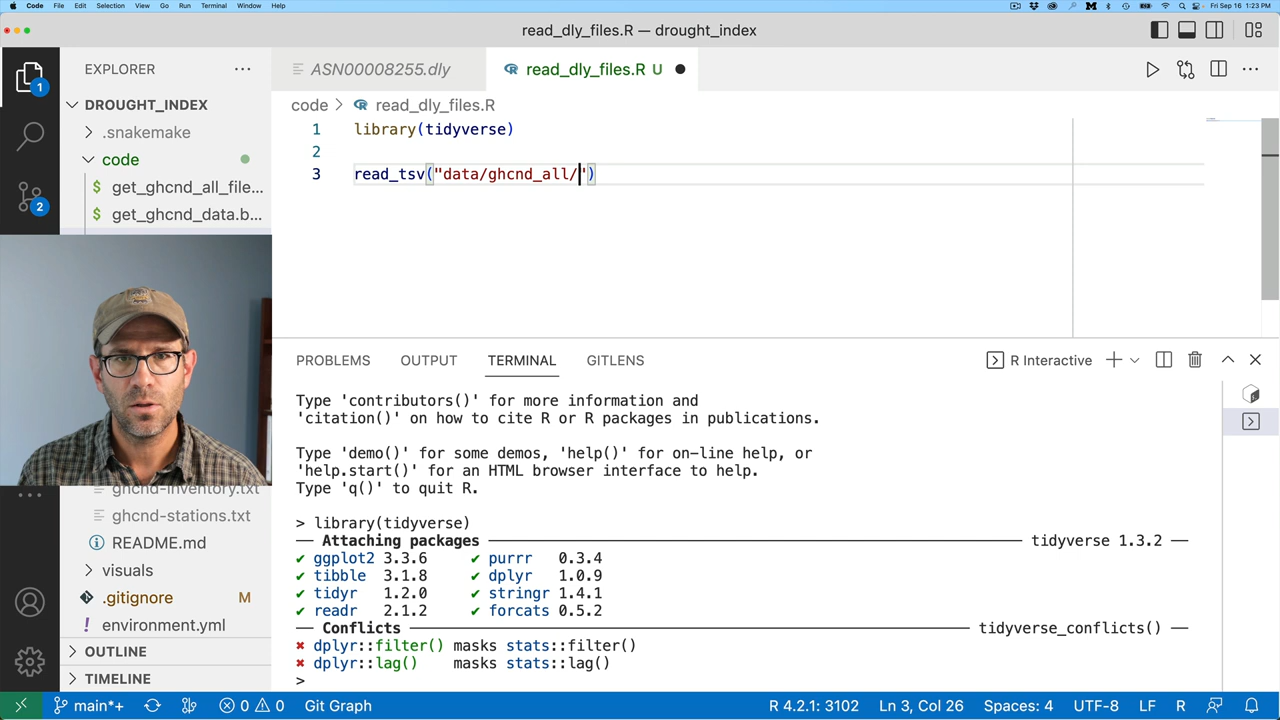 Code File Edit Selection View Go Run Terminal Window Help Fri Sep 16 1:23 PM
read_dly_files.R — drought_index
EXPLORER
ASN00008255.dly
read_dly_files.R U
DROUGHT_INDEX
code > read_dly_files.R
.snakemake
code
get_ghcnd_all_file...
get_ghcnd_data.b...
1 library(tidyverse)
2
3 read_tsv("data/ghcnd_all/")
1
2
ghcnd-inventory.txt
ghcnd-stations.txt
README.md
visuals
.gitignore M
environment.yml
OUTLINE
TIMELINE
PROBLEMS OUTPUT TERMINAL GITLENS R Interactive
Type 'contributors()' for more information and
'citation()' on how to cite R or R packages in publications.
Type 'demo()' for some demos, 'help()' for on-line help, or
'help.start()' for an HTML browser interface to help.
Type 'q()' to quit R.
> library(tidyverse)
── Attaching packages ── tidyverse 1.3.2 ──
✔ ggplot2 3.3.6 ✔ purrr 0.3.4
✔ tibble 3.1.8 ✔ dplyr 1.0.9
✔ tidyr 1.2.0 ✔ stringr 1.4.1
✔ readr 2.1.2 ✔ forcats 0.5.2
── Conflicts ── tidyverse_conflicts() ──
✖ dplyr::filter() masks stats::filter()
✖ dplyr::lag() masks stats::lag()
>
main*+ 0 0 Git Graph R 4.2.1: 3102 Ln 3, Col 26 Spaces: 4 UTF-8 LF R